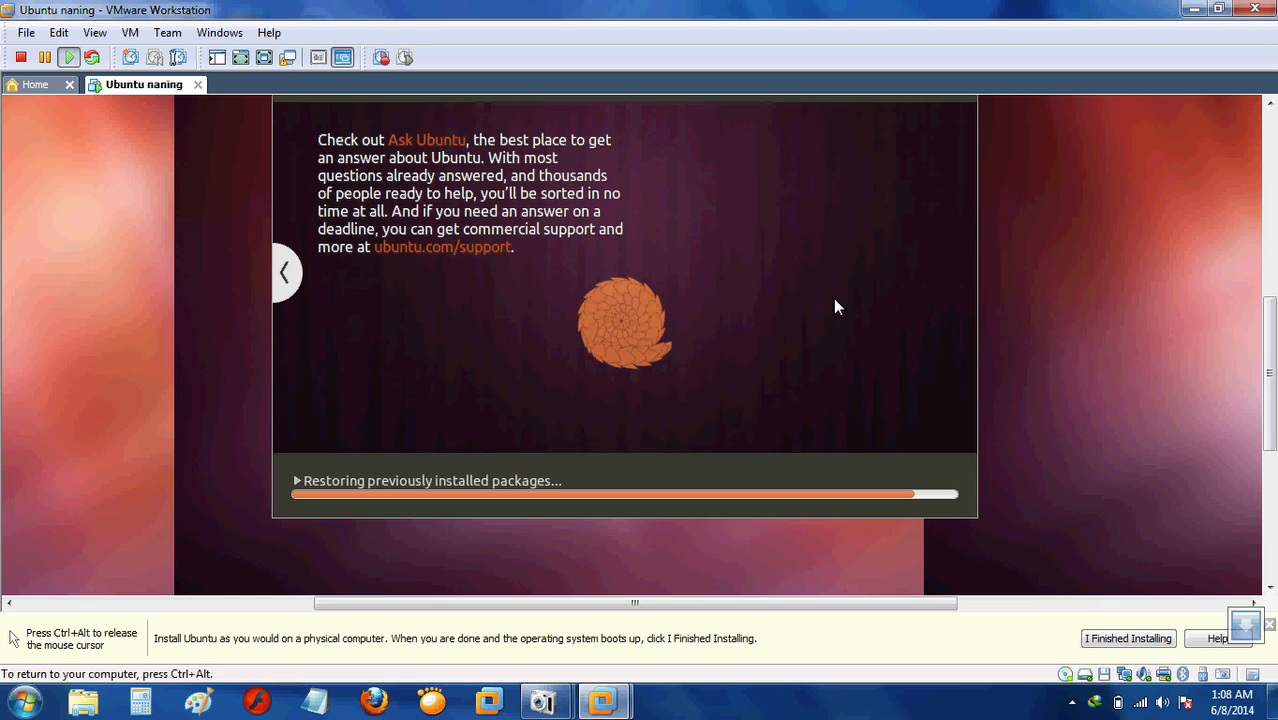 Ubuntu naning - VMware Workstation
File Edit View VM Team Windows Help
Home Ubuntu naning
Check out Ask Ubuntu, the best place to get
an answer about Ubuntu. With most
questions already answered, and thousands
of people ready to help, you'll be sorted in no
time at all. And if you need an answer on a
deadline, you can get commercial support and
more at ubuntu.com/support.
Restoring previously installed packages...
Press Ctrl+Alt to release
the mouse cursor
Install Ubuntu as you would on a physical computer. When you are done and the operating system boots up, click I Finished Installing.
I Finished Installing
Help
To return to your computer, press Ctrl+Alt.
1:08 AM
6/8/2014